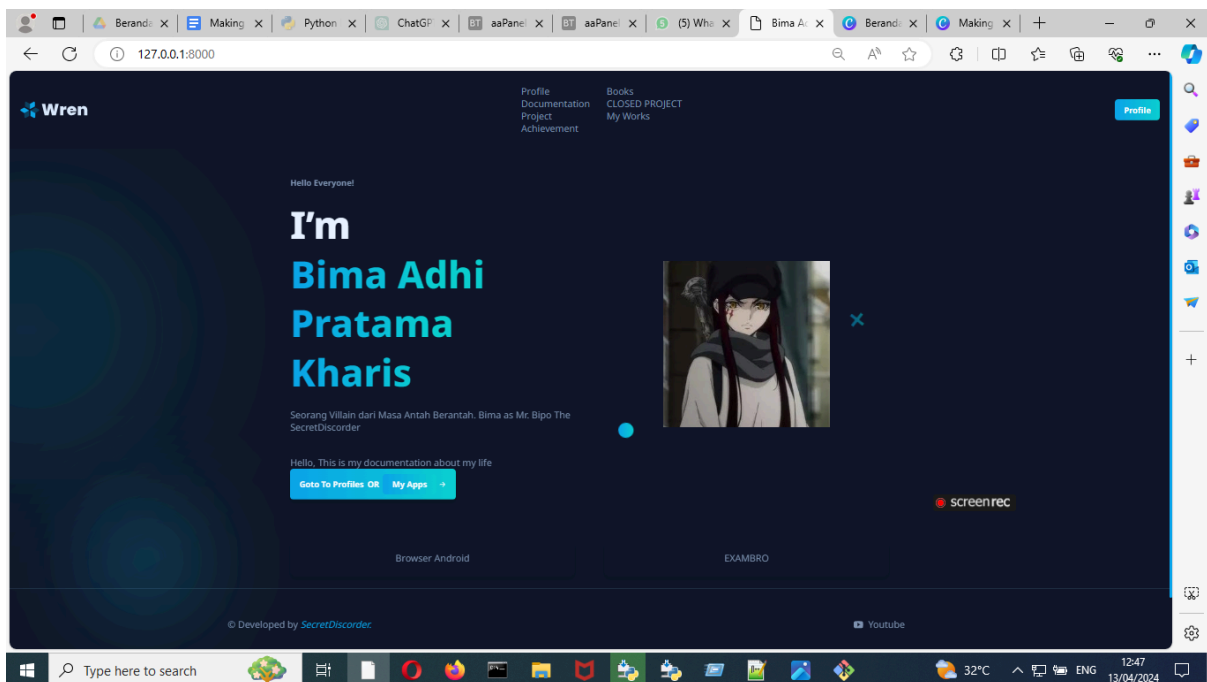 Beranda
Making
Python
ChatGP
aaPanel
aaPanel
(5) Wha
Bima Ad
Beranda
Making
127.0.0.1:8000
Wren
Profile
Documentation
Project
Achievement
Books
CLOSED PROJECT
My Works
Profile
Hello Everyone!
I'm
Bima Adhi
Pratama
Kharis
Seorang Villain dari Masa Antah Berantah. Bima as Mr. Bipo The
SecretDiscorder
Hello, This is my documentation about my life
Goto To Profiles OR My Apps →
screenrec
Browser Android
EXAMBRO
© Developed by SecretDiscorder.
Youtube
Type here to search
32°C
ENG
12:47
13/04/2024